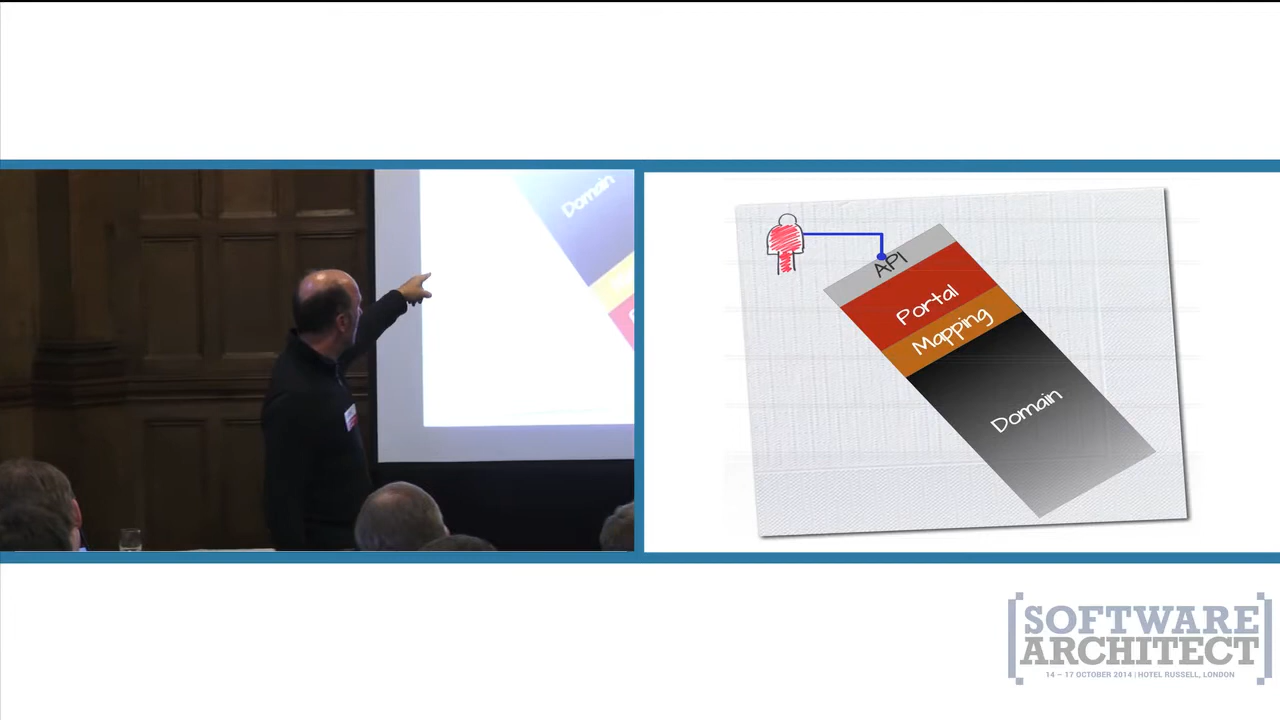 Domain
API
Portal
Mapping
Domain
SOFTWARE
ARCHITECT
14 – 17 OCTOBER 2014 | HOTEL RUSSELL, LONDON